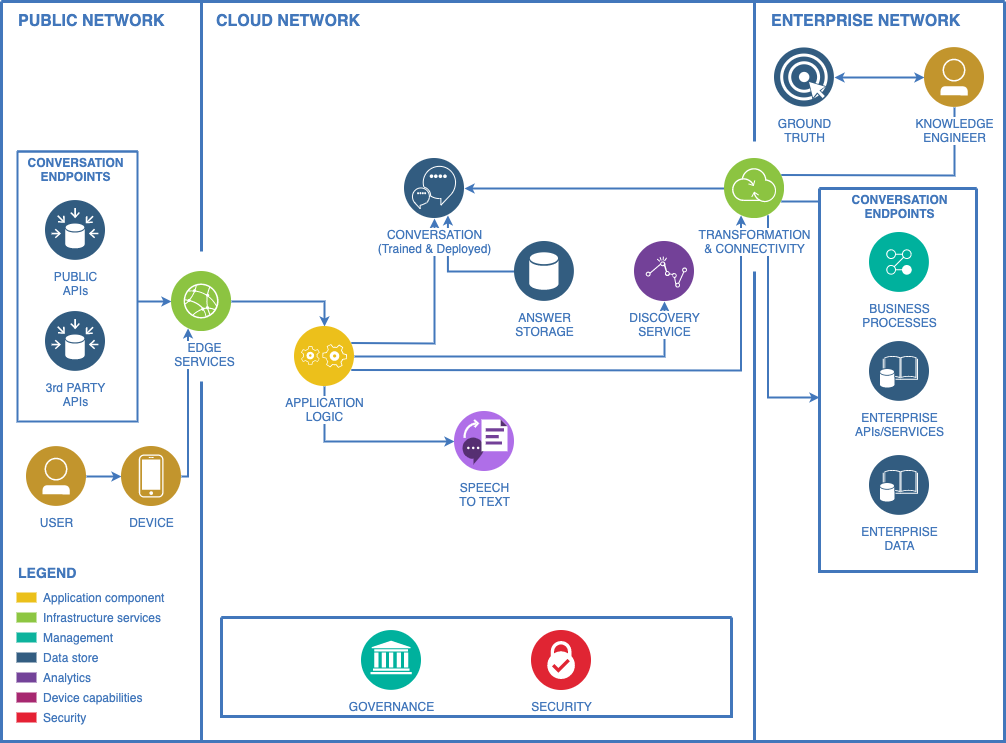 PUBLIC NETWORK
CLOUD NETWORK
ENTERPRISE NETWORK
GROUND
TRUTH
KNOWLEDGE
ENGINEER
CONVERSATION
ENDPOINTS
PUBLIC
APIs
3rd PARTY
APIs
EDGE
SERVICES
USER
DEVICE
CONVERSATION
(Trained & Deployed)
ANSWER
STORAGE
DISCOVERY
SERVICE
APPLICATION
LOGIC
SPEECH
TO TEXT
TRANSFORMATION
& CONNECTIVITY
CONVERSATION
ENDPOINTS
BUSINESS
PROCESSES
ENTERPRISE
APIs/SERVICES
ENTERPRISE
DATA
LEGEND
Application component
Infrastructure services
Management
Data store
Analytics
Device capabilities
Security
GOVERNANCE
SECURITY